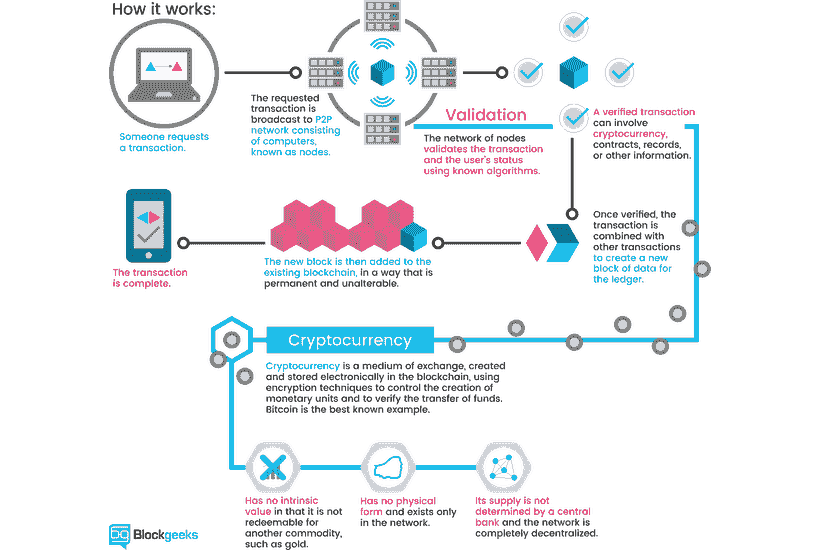 How it works:
Someone requests
a transaction.
The requested
transaction is
broadcast to P2P
network consisting
of computers,
known as nodes.
Validation
The network of nodes
validates the transaction
and the user's status
using known algorithms.
A verified transaction
can involve
cryptocurrency,
contracts, records,
or other information.
Once verified, the
transaction is
combined with
other transactions
to create a new
block of data for
the ledger.
The new block is then added to the
existing blockchain, in a way that is
permanent and unalterable.
The transaction
is complete.
Cryptocurrency
Cryptocurrency is a medium of exchange, created
and stored electronically in the blockchain, using
encryption techniques to control the creation of
monetary units and to verify the transfer of funds.
Bitcoin is the best known example.
Has no intrinsic
value in that it is not
redeemable for
another commodity,
such as gold.
Has no physical
form and exists only
in the network.
Its supply is not
determined by a central
bank and the network is
completely decentralized.
Blockgeeks